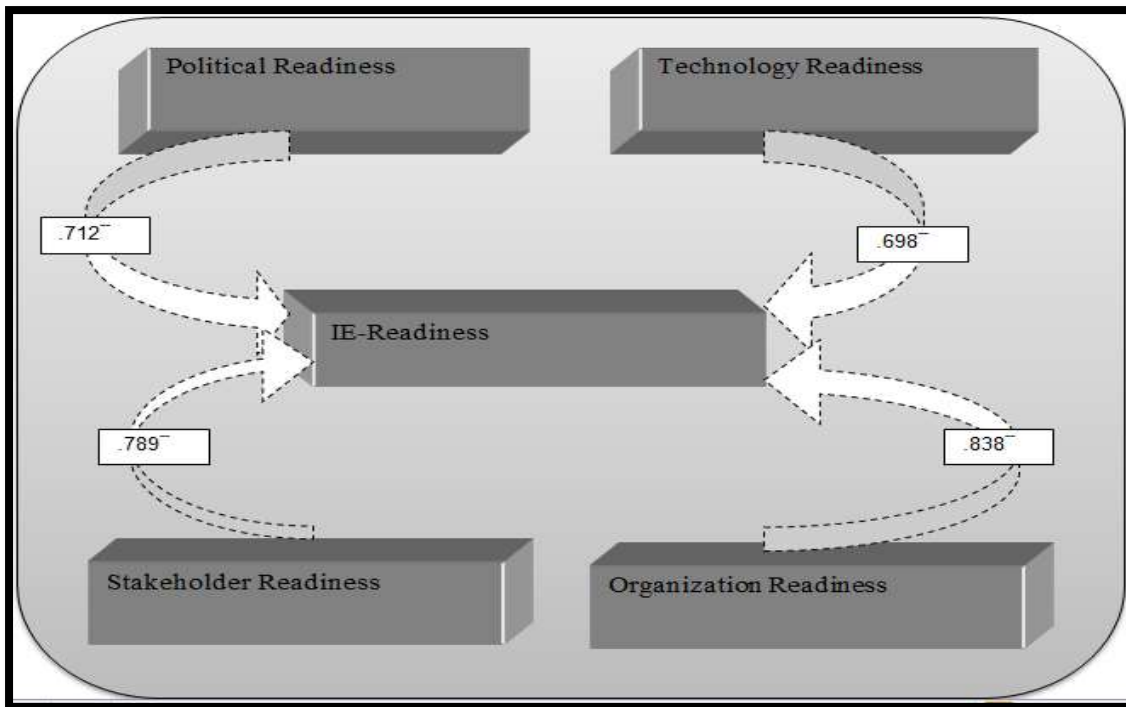 Political Readiness
Technology Readiness
.712‾
.698‾
IE-Readiness
.789‾
.838‾
Stakeholder Readiness
Organization Readiness